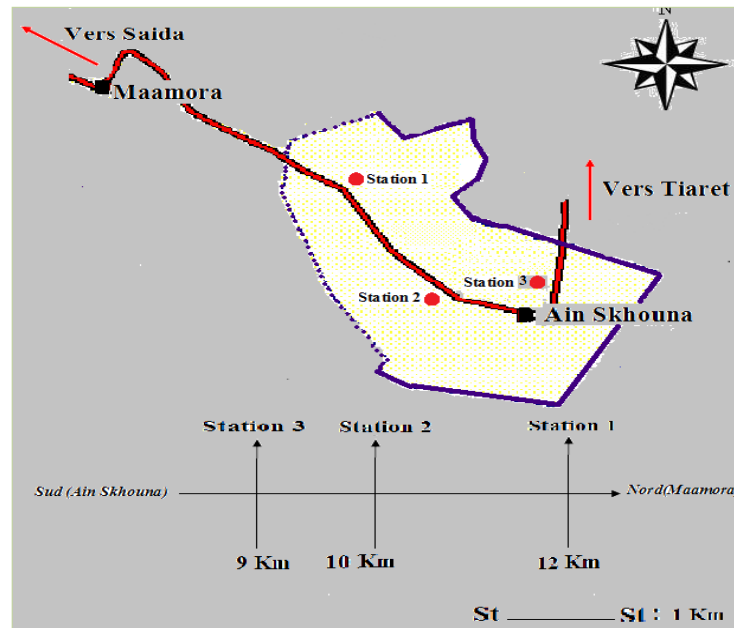 N
Vers Saida
Maamora
Station 1
Vers Tiaret
Station 3
Station 2
Ain Skhouna
Station 3 Station 2 Station 1
Sud (Ain Skhouna) Nord(Maamora)
9 Km 10 Km 12 Km
St St : 1 Km